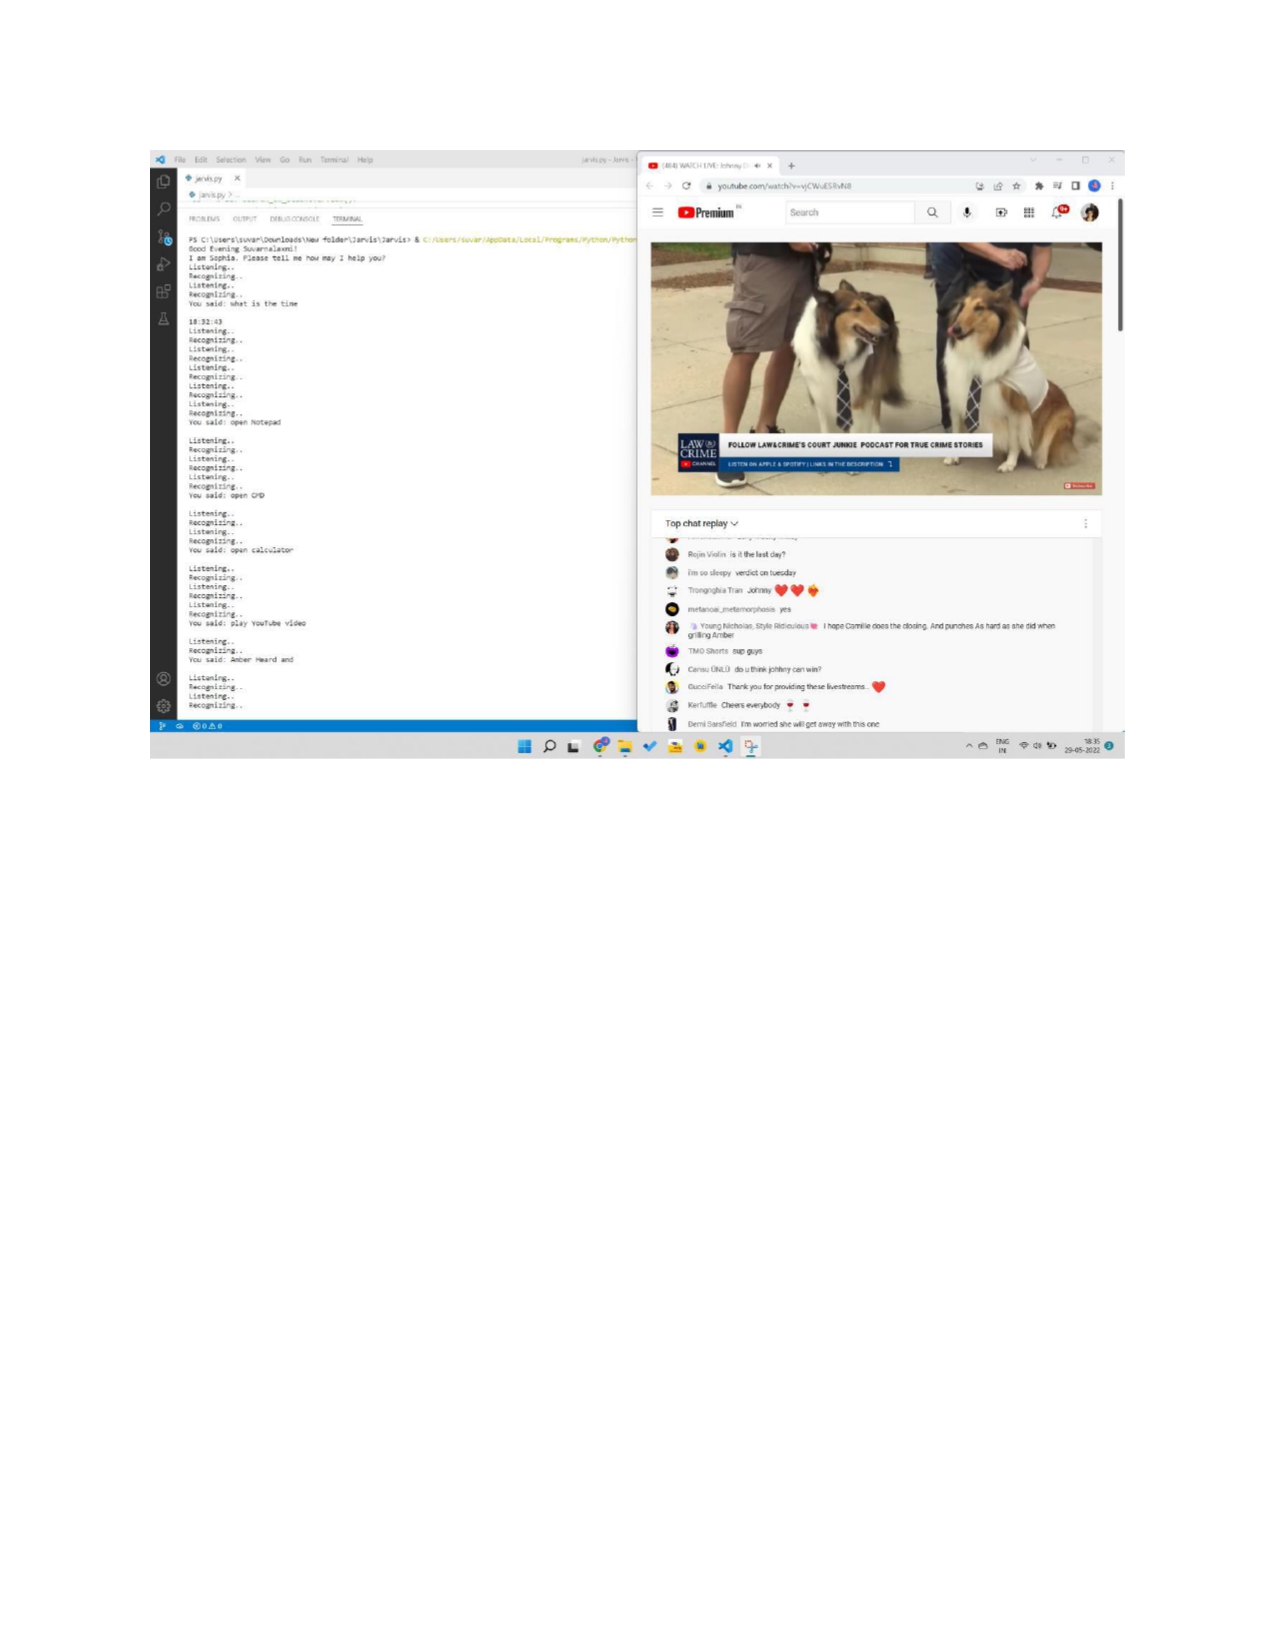 File Edit Selection View Go Run Terminal Help
jarvis.py - Jarvis -
jarvis.py
jarvis.py > ...
PROBLEMS OUTPUT DEBUG CONSOLE TERMINAL
PS C:\Users\suvar\Downloads\New folder\Jarvis\Jarvis> & C:/Users/suvar/AppData/Local/Programs/Python/Python
Good Evening Suvarnalaxmi!
I am Sophia. Please tell me how may I help you?
Listening..
Recognizing..
Listening..
Recognizing..
You said: what is the time
18:32:43
Listening..
Recognizing..
Listening..
Recognizing..
Listening..
Recognizing..
Listening..
Recognizing..
Listening..
Recognizing..
You said: open Notepad
Listening..
Recognizing..
Listening..
Recognizing..
Listening..
Recognizing..
You said: open CMD
Listening..
Recognizing..
Listening..
Recognizing..
You said: open calculator
Listening..
Recognizing..
Listening..
Recognizing..
Listening..
Recognizing..
You said: play YouTube video
Listening..
Recognizing..
You said: Amber Heard and
Listening..
Recognizing..
Listening..
Recognizing..
0 0
WATCH LIVE: Johnny D
youtube.com/watch?v=
Premium IN
Search
9+
LAW & CRIME CHANNEL
FOLLOW LAW&CRIME'S COURT JUNKIE PODCAST FOR TRUE CRIME STORIES
LISTEN ON APPLE & SPOTIFY | LINKS IN THE DESCRIPTION
Subscribe
Top chat replay
Rojin Violin is it the last day?
i'm so sleepy verdict on tuesday
Trongnghia Tran Johnny ❤️ ❤️ ❤️‍🔥
metanoai_metamorphosis yes
Young Nicholae, Style Ridiculous I hope Camille does the closing. And punches As hard as she did when
grilling Amber
TMO Shorts sup guys
Cansu ÜNLÜ do u think johhny can win?
GucciFella Thank you for providing these livestreams.. ❤️
Kerfuffle Cheers everybody 🍷 🍷
Demi Sarsfield I'm worried she will get away with this one
ENG
IN
18:35
29-05-2022